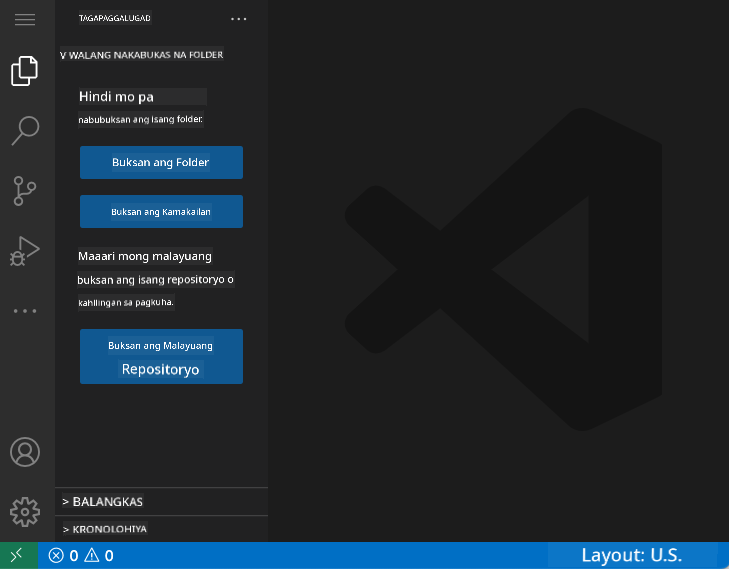 TAGAPAGGALUGAD
V WALANG NAKABUKAS NA FOLDER
Hindi mo pa
nabubuksan ang isang folder.
Buksan ang Folder
Buksan ang Kamakailan
Maaari mong malayuang
buksan ang isang repositoryo o
kahilingan sa pagkuha.
Buksan ang Malayuang
Repositoryo
> BALANGKAS
> KRONOLOHIYA
0 0
Layout: U.S.